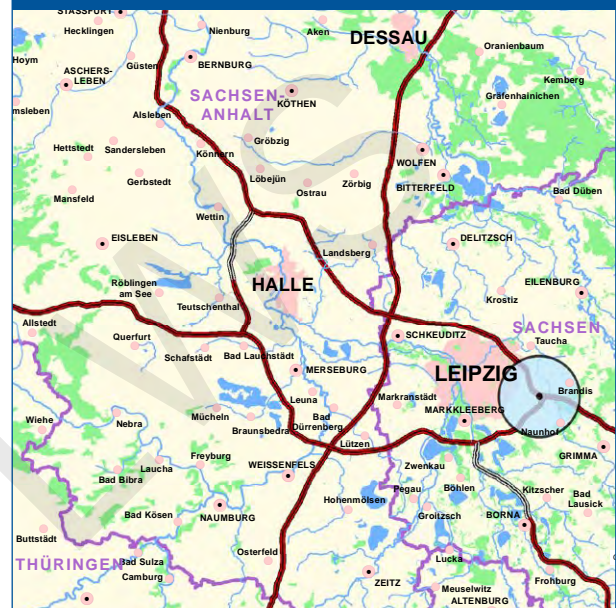 STASSFURT
Hecklingen
Nienburg
Aken
DESSAU
Oranienbaum
Hoym
Güsten
BERNBURG
ASCHERS-
LEBEN
Kemberg
SACHSEN-
ANHALT
KÖTHEN
Gräfenhainichen
Alsleben
Hettstedt
Sandersleben
Könnern
Gröbzig
WOLFEN
Gerbstedt
Löbejün
Ostrau
Zörbig
BITTERFELD
Mansfeld
Bad Düben
Wettin
EISLEBEN
Landsberg
DELITZSCH
Röblingen
am See
HALLE
EILENBURG
Teutschenthal
Krostiz
Allstedt
Querfurt
SCHKEUDITZ
SACHSEN
Taucha
Schafstädt
Bad Lauchstädt
MERSEBURG
LEIPZIG
Brandis
Leuna
Markranstädt
Wiehe
Nebra
Mücheln
Braunsbedra
Bad
Dürrenberg
MARKKLEEBERG
Naunhof
Lützen
GRIMMA
Laucha
Freyburg
WEISSENFELS
Zwenkau
Bad Bibra
Pegau
Böhlen
Kitzscher
Bad
Lausick
Hohenmölsen
Groitzsch
Bad Kösen
NAUMBURG
BORNA
Buttstädt
THÜRINGEN
Bad Sulza
Osterfeld
Lucka
Camburg
ZEITZ
Meuselwitz
ALTENBURG
Frohburg